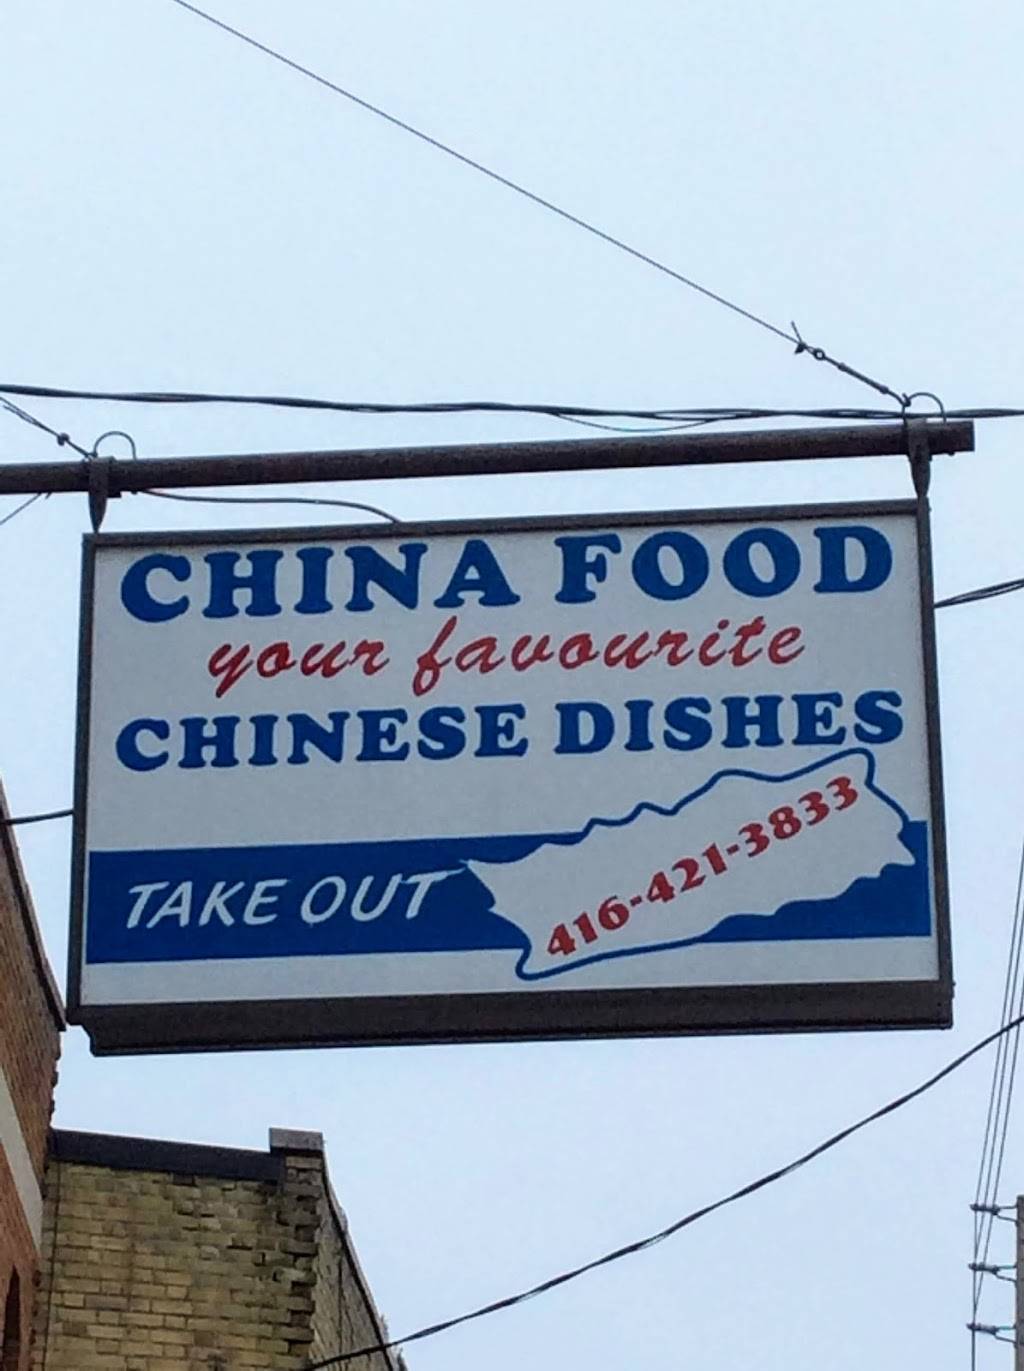 CHINA FOOD
your favourite
CHINESE DISHES
TAKE OUT
416-421-3833